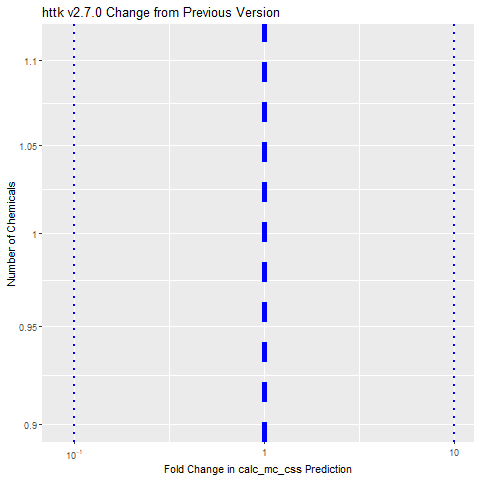 httk v2.7.0 Change from Previous Version
Number of Chemicals
1.1
1.05
1
0.95
0.9
10⁻¹
1
10
Fold Change in calc_mc_css Prediction